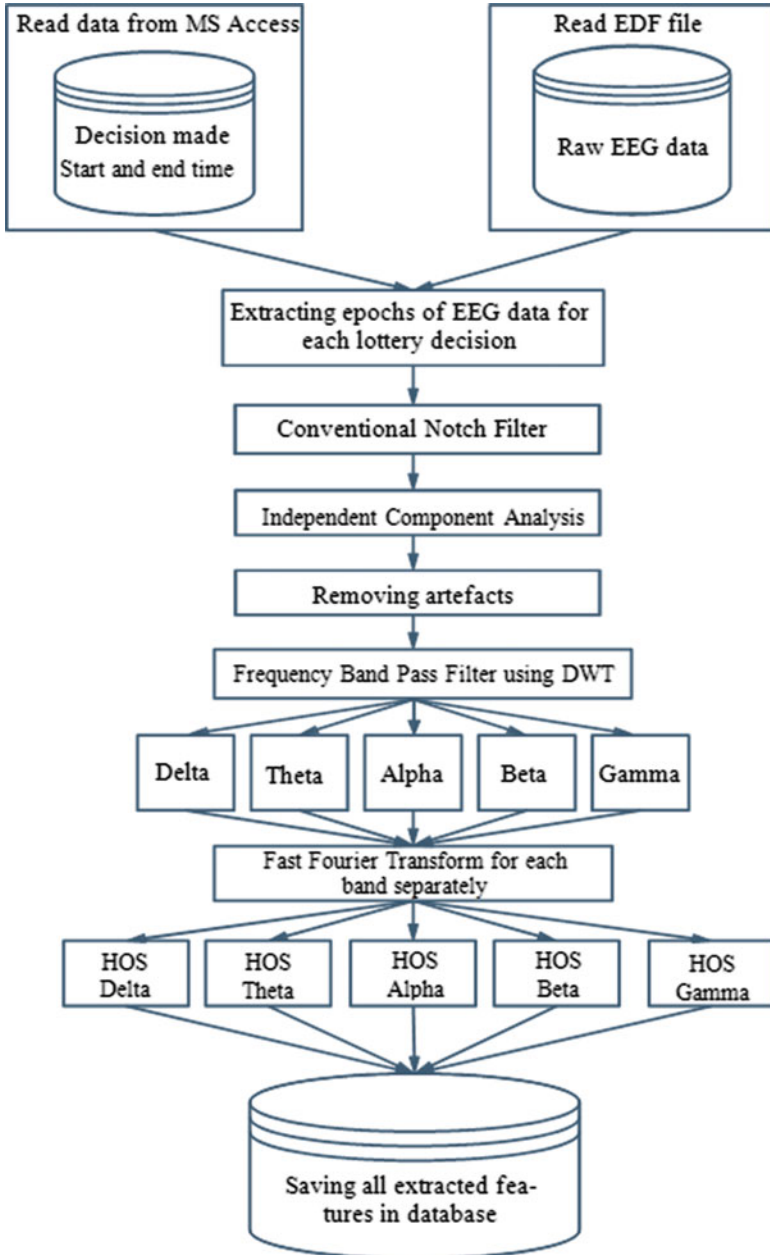 Read data from MS Access
Decision made
Start and end time
Read EDF file
Raw EEG data
Extracting epochs of EEG data for
each lottery decision
Conventional Notch Filter
Independent Component Analysis
Removing artefacts
Frequency Band Pass Filter using DWT
Delta
Theta
Alpha
Beta
Gamma
Fast Fourier Transform for each
band separately
HOS
Delta
HOS
Theta
HOS
Alpha
HOS
Beta
HOS
Gamma
Saving all extracted fea-
tures in database